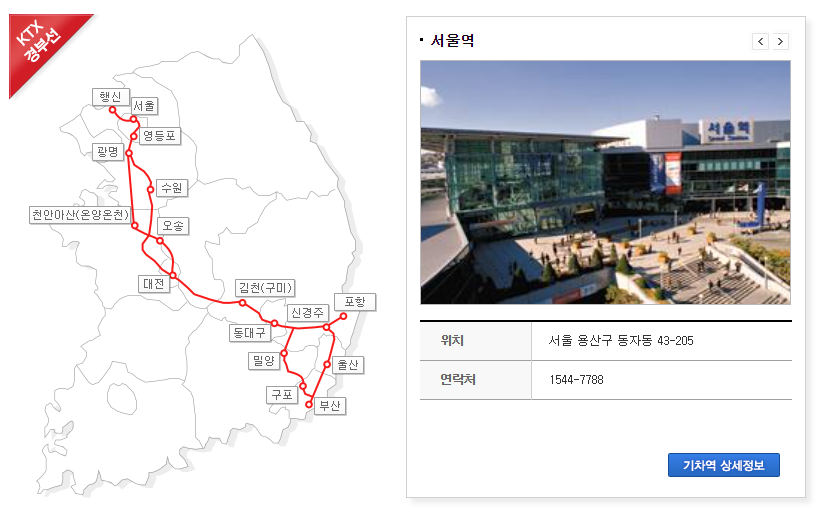 KTX
경부선
행신
서울
영등포
광명
수원
천안아산(온양온천)
오송
대전
김천(구미)
포항
신경주
동대구
밀양
울산
구포
부산
서울역
서울역
위치
서울 용산구 동자동 43-205
연락처
1544-7788
기차역 상세정보